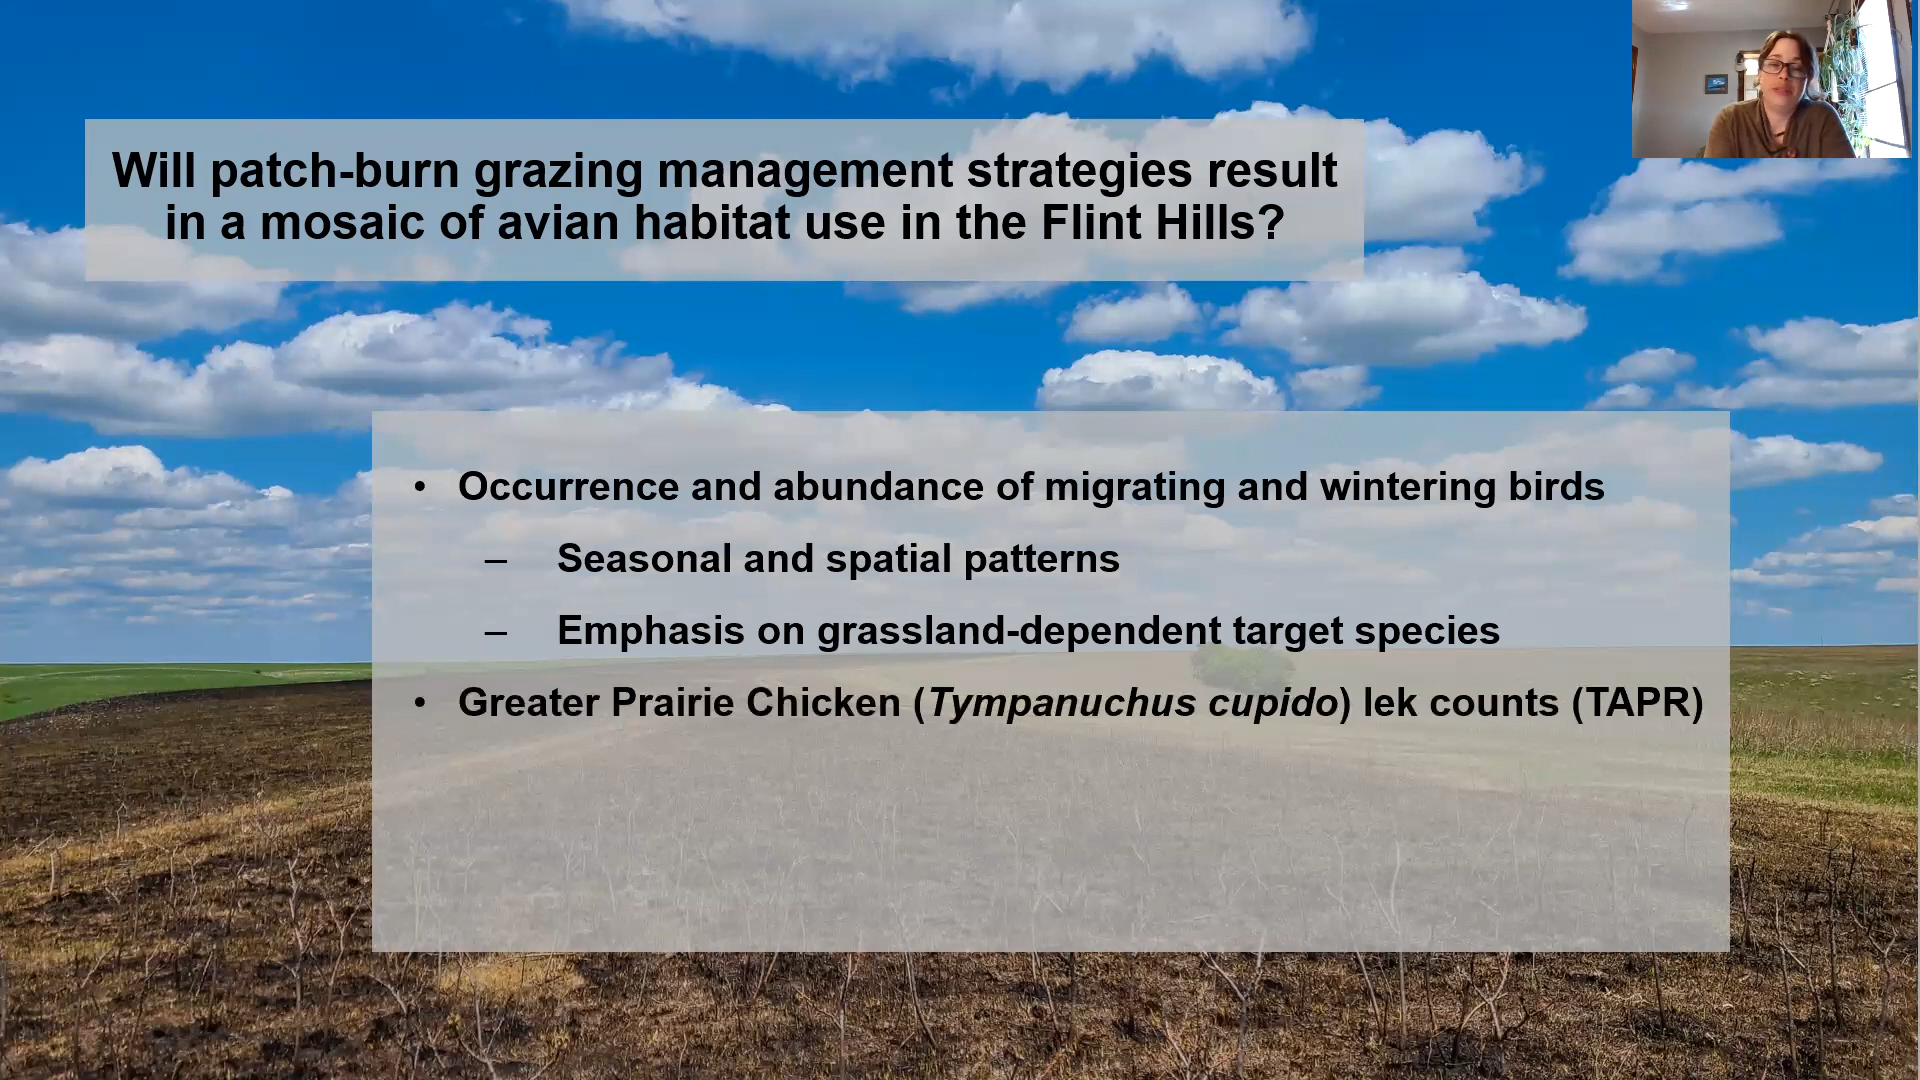 Will patch-burn grazing management strategies result
in a mosaic of avian habitat use in the Flint Hills?
• Occurrence and abundance of migrating and wintering birds
– Seasonal and spatial patterns
– Emphasis on grassland-dependent target species
• Greater Prairie Chicken (Tympanuchus cupido) lek counts (TAPR)